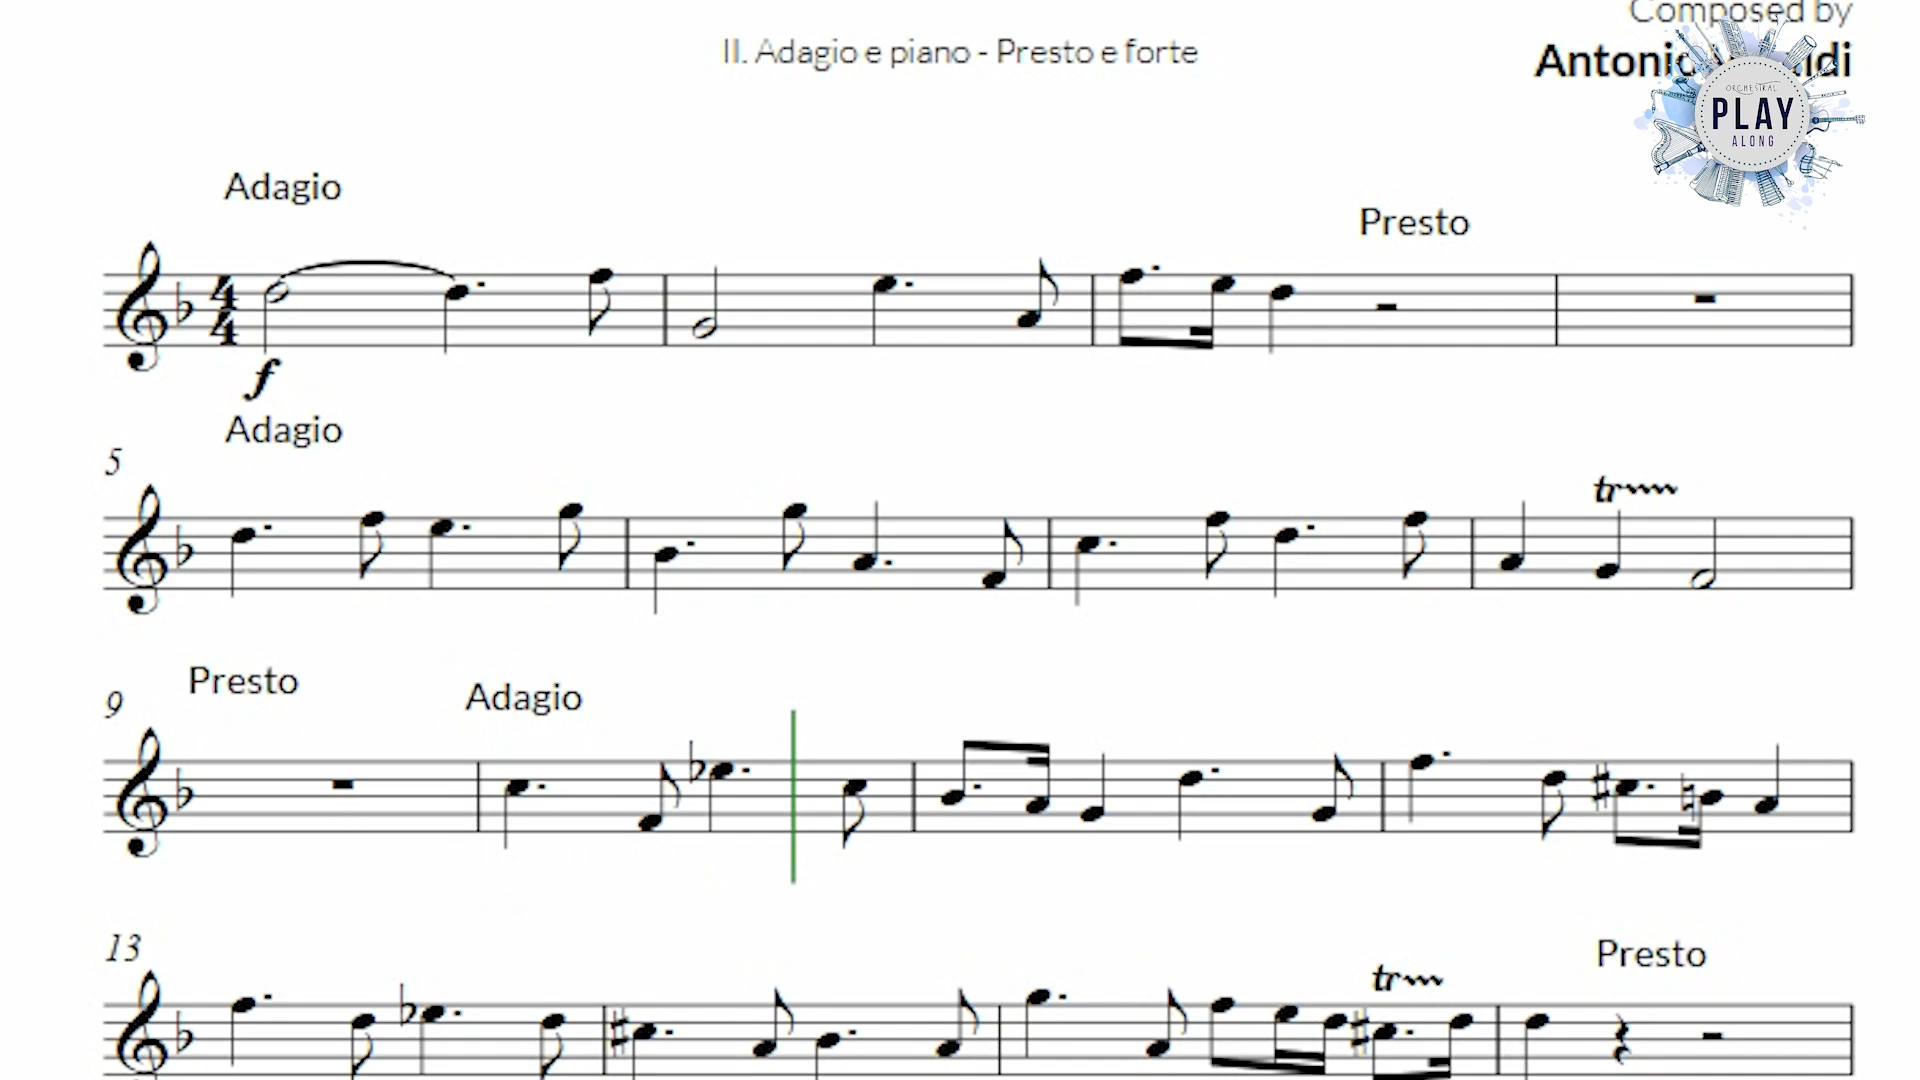 Composed by
II. Adagio e piano - Presto e forte
Antonio
ORCHESTRAL
PLAY
ALONG
Adagio
Presto
4
4
f
Adagio
5
tr
Presto
Adagio
9
13
Presto
tr